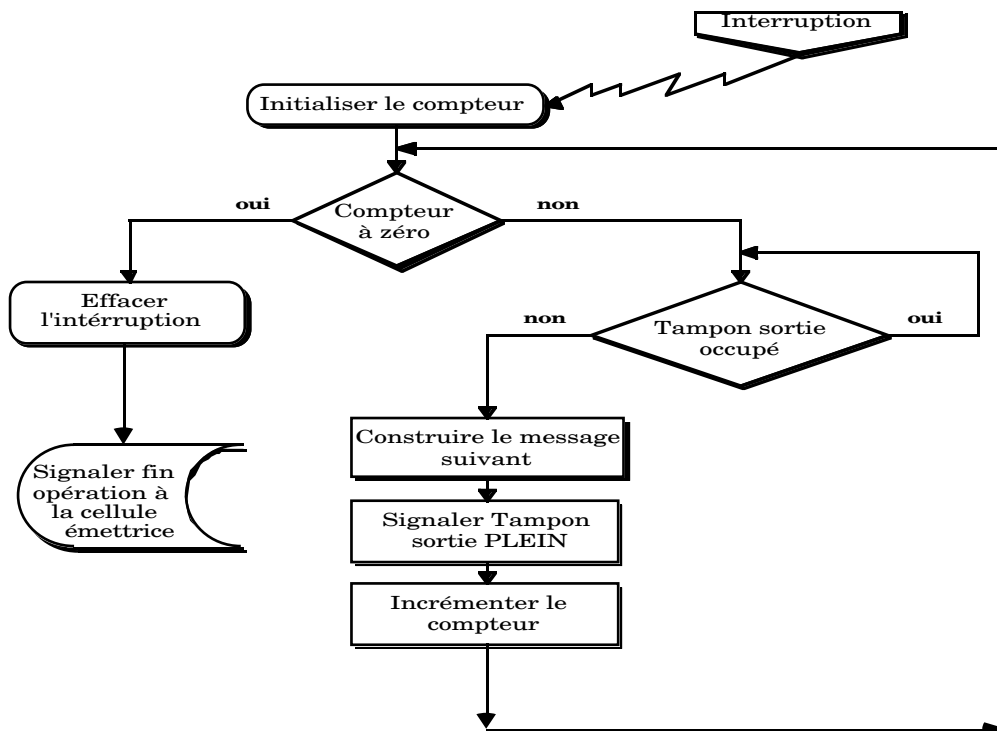 Interruption
Initialiser le compteur
oui
non
Compteur
à zéro
Effacer
l'intérruption
non
oui
Tampon sortie
occupé
Construire le message
suivant
Signaler fin
opération à
la cellule
émettrice
Signaler Tampon
sortie PLEIN
Incrémenter le
compteur